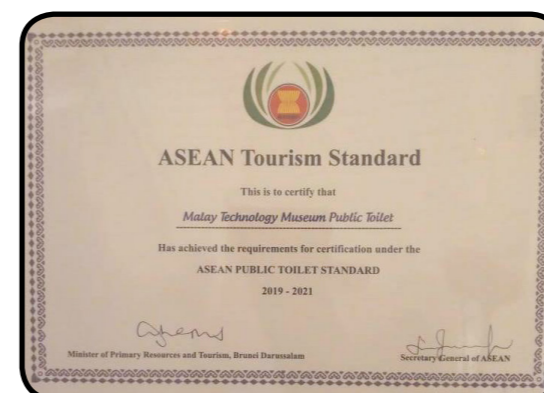 ASEAN Tourism Standard
This is to certify that
Malay Technology Museum Public Toilet
Has achieved the requirements for certification under the
ASEAN PUBLIC TOILET STANDARD
2019 - 2021
Minister of Primary Resources and Tourism, Brunei Darussalam
Secretary General of ASEAN